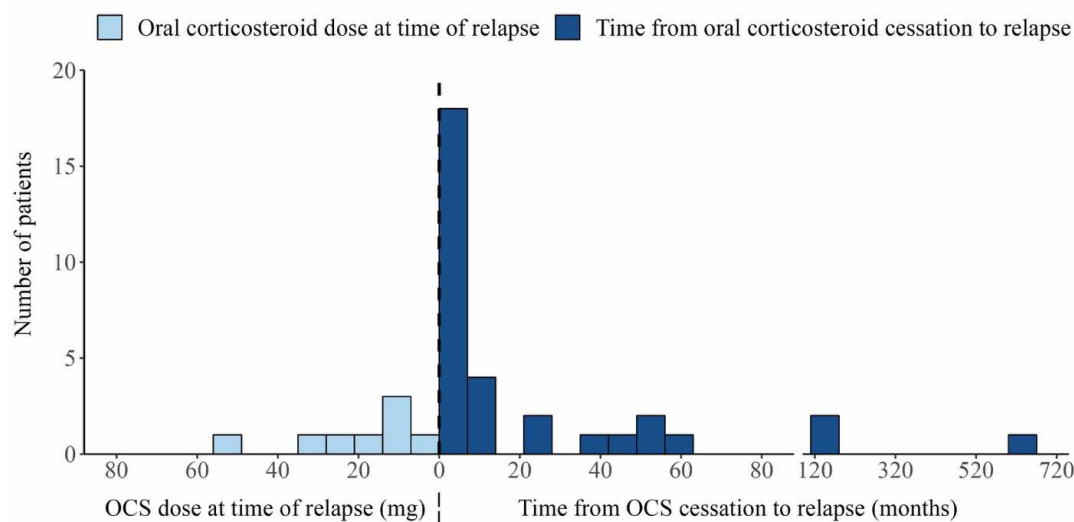 Oral corticosteroid dose at time of relapse Time from oral corticosteroid cessation to relapse
20
15
10
5
0
Number of patients
80 60 40 20 0 20 40 60 80 120 320 520 720
OCS dose at time of relapse (mg) Time from OCS cessation to relapse (months)